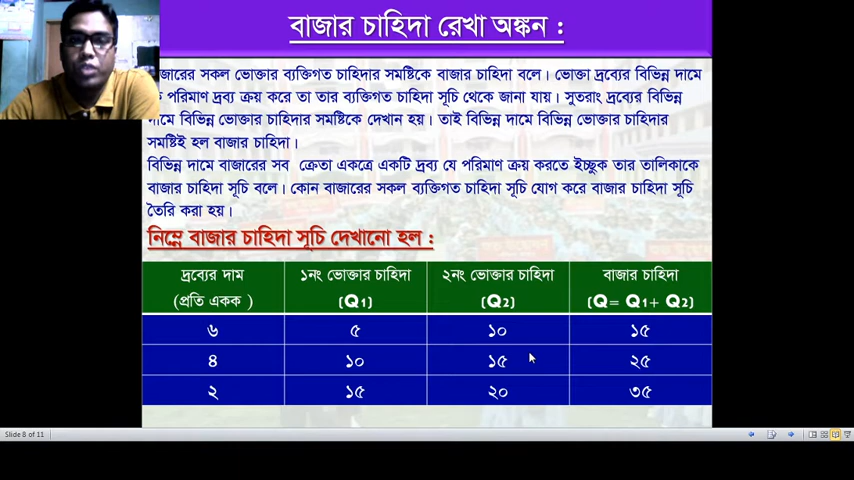 বাজার চাহিদা রেখা অঙ্কন :
বাজারের সকল ভোক্তার ব্যক্তিগত চাহিদার সমষ্টিকে বাজার চাহিদা বলে। ভোক্তা দ্রব্যের বিভিন্ন দামে
পরিমাণ দ্রব্য ক্রয় করে তা তার ব্যক্তিগত চাহিদা সূচি থেকে জানা যায়। সুতরাং দ্রব্যের বিভিন্ন
দামে বিভিন্ন ভোক্তার চাহিদার সমষ্টিকে দেখান হয়। তাই বিভিন্ন দামে বিভিন্ন ভোক্তার চাহিদার
সমষ্টিই হল বাজার চাহিদা।
বিভিন্ন দামে বাজারের সব ক্রেতা একত্রে একটি দ্রব্য যে পরিমাণ ক্রয় করতে ইচ্ছুক তার তালিকাকে
বাজার চাহিদা সূচি বলে। কোন বাজারের সকল ব্যক্তিগত চাহিদা সূচি যোগ করে বাজার চাহিদা সূচি
তৈরি করা হয়।
নিম্নে বাজার চাহিদা সূচি দেখানো হল :
দ্রব্যের দাম ১নং ভোক্তার চাহিদা ২নং ভোক্তার চাহিদা বাজার চাহিদা
(প্রতি একক ) (Q1) (Q2) (Q= Q1+ Q2)
৬ ৫ ১০ ১৫
৪ ১০ ১৫ ২৫
২ ১৫ ২০ ৩৫
Slide 8 of 11